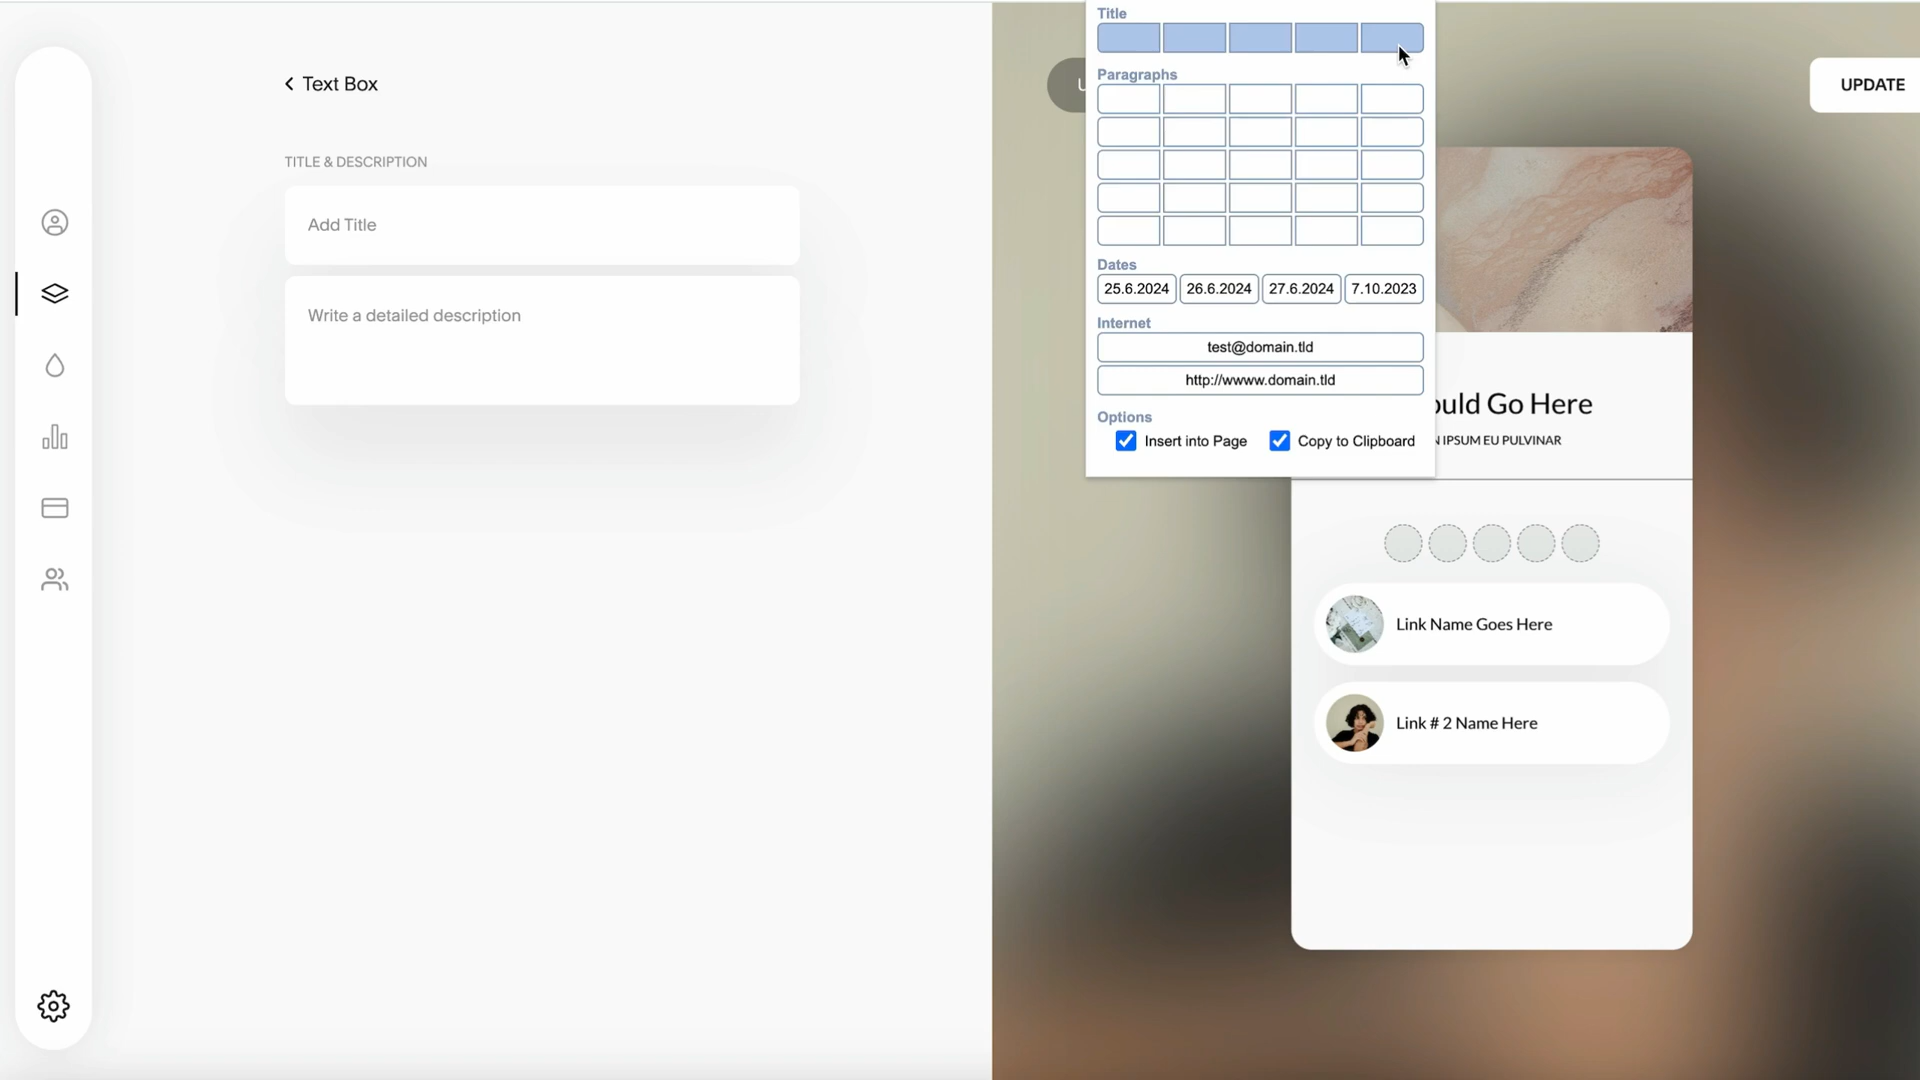 Text Box
TITLE & DESCRIPTION
Add Title
Write a detailed description
Title
Paragraphs
Dates
25.6.2024 26.6.2024 27.6.2024 7.10.2023
Internet
test@domain.tld
http://wwww.domain.tld
Options
Insert into Page Copy to Clipboard
UPDATE
Go Here
IPSUM EU PULVINAR
Link Name Goes Here
Link # 2 Name Here